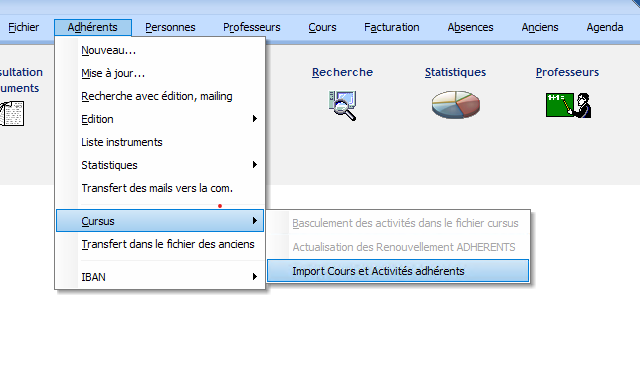 Fichier Adhérents Personnes Professeurs Cours Facturation Absences Anciens Agenda
Nouveau...
Mise à jour...
Recherche avec édition, mailing
Edition
Liste instruments
Statistiques
Transfert des mails vers la com.
Cursus
Transfert dans le fichier des anciens
IBAN
Basculement des activités dans le fichier cursus
Actualisation des Renouvellement ADHERENTS
Import Cours et Activités adhérents
sultation
uments
Recherche
Statistiques
Professeurs